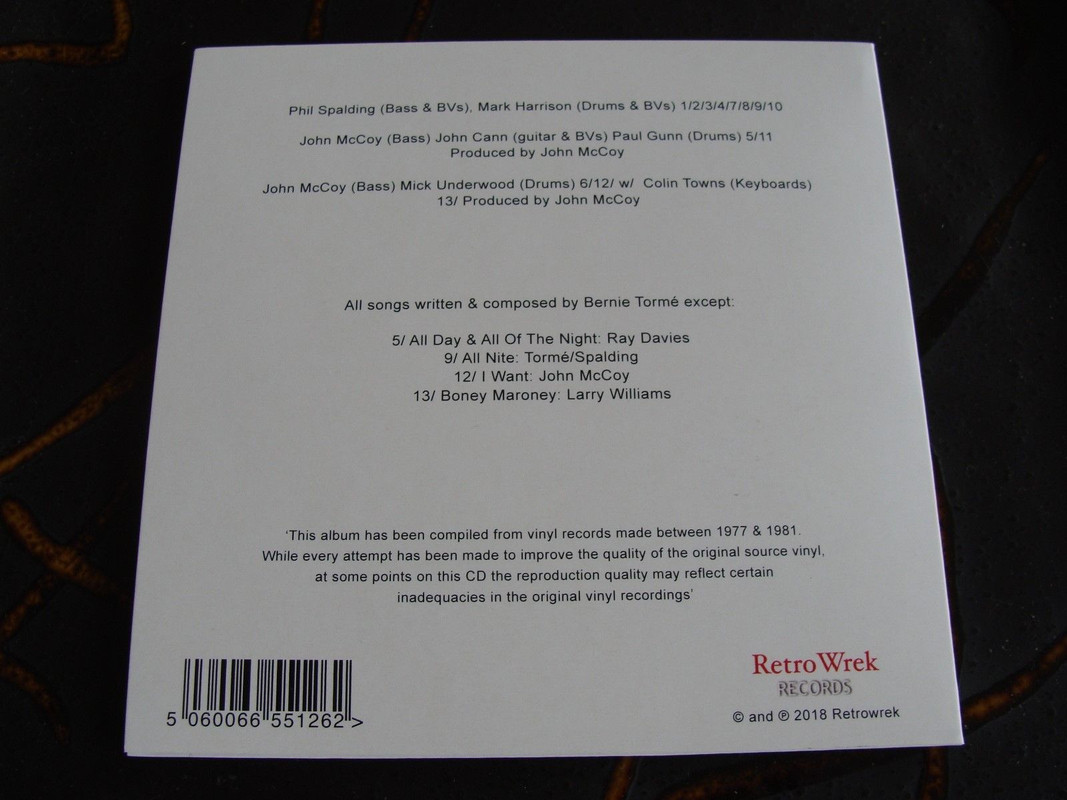 Phil Spalding (Bass & BVs), Mark Harrison (Drums & BVs) 1/2/3/4/7/8/9/10
John McCoy (Bass) John Cann (guitar & BVs) Paul Gunn (Drums) 5/11
Produced by John McCoy
John McCoy (Bass) Mick Underwood (Drums) 6/12/ w/ Colin Towns (Keyboards)
13/ Produced by John McCoy
All songs written & composed by Bernie Tormé except:
5/ All Day & All Of The Night: Ray Davies
9/ All Nite: Tormé/Spalding
12/ I Want: John McCoy
13/ Boney Maroney: Larry Williams
'This album has been compiled from vinyl records made between 1977 & 1981.
While every attempt has been made to improve the quality of the original source vinyl,
at some points on this CD the reproduction quality may reflect certain
inadequacies in the original vinyl recordings'
RetroWrek
RECORDS
© and ℗ 2018 Retrowrek
5 060066 551262 >